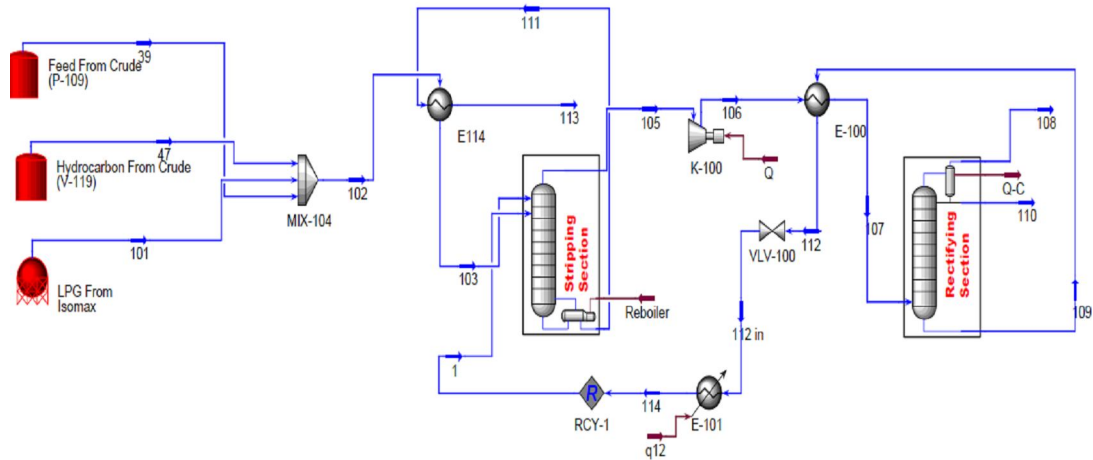 111
39
Feed From Crude
(P-109)
E114
113
105
106
E-100
108
47
K-100
Q
Q-C
110
Hydrocarbon From Crude
(V-119)
102
MIX-104
101
LPG From
Isomax
103
Stripping
Section
Reboiler
VLV-100
112
107
Rectifying
Section
109
112 in
1
RCY-1
R
114
E-101
q12